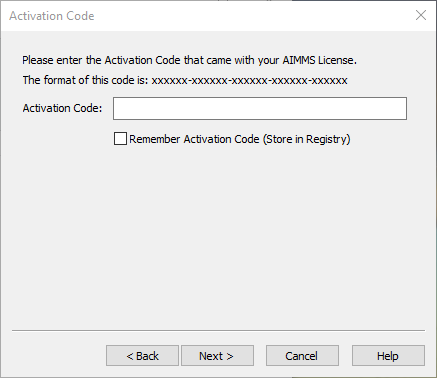 Activation Code
Please enter the Activation Code that came with your AIMMS License.
The format of this code is: xxxxxx-xxxxxx-xxxxxx-xxxxxx-xxxxxx
Activation Code:
Remember Activation Code (Store in Registry)
< Back Next > Cancel Help